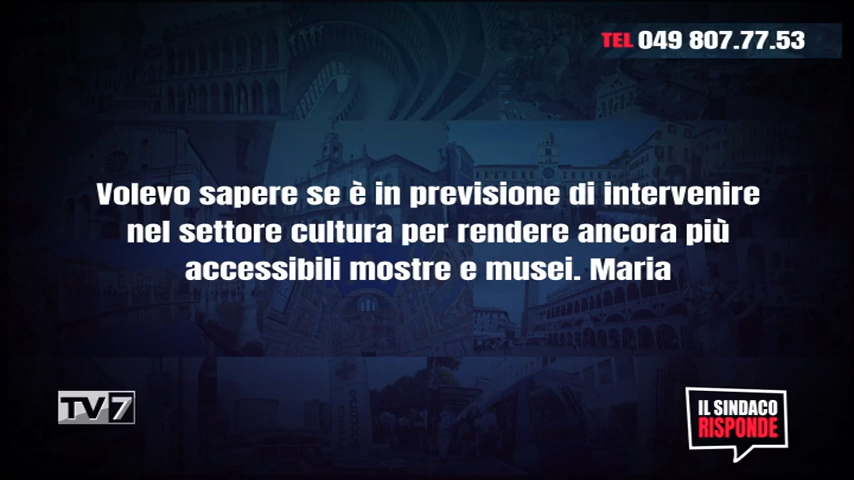 TEL 049 807.77.53
Volevo sapere se è in previsione di intervenire
nel settore cultura per rendere ancora più
accessibili mostre e musei. Maria
TV7
IL SINDACO
RISPONDE